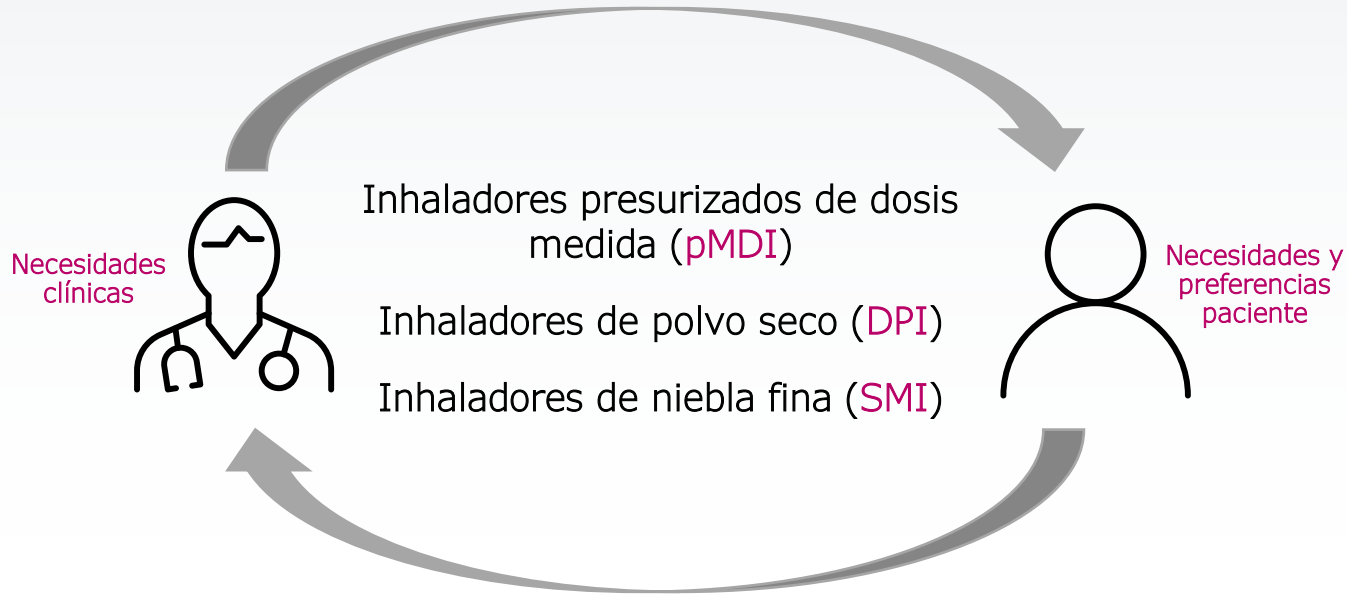 Necesidades
clínicas
Inhaladores presurizados de dosis
medida (pMDI)
Inhaladores de polvo seco (DPI)
Inhaladores de niebla fina (SMI)
Necesidades y
preferencias
paciente